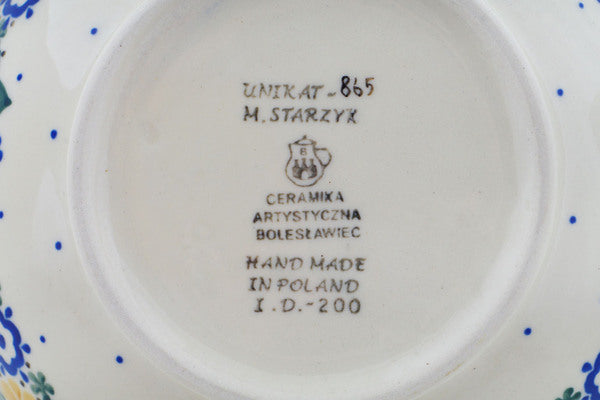 UNIKAT - 865
M. STARZYK
B
CERAMIKA
ARTYSTYCZNA
BOLESŁAWIEC
HAND MADE
IN POLAND
I.D.-200